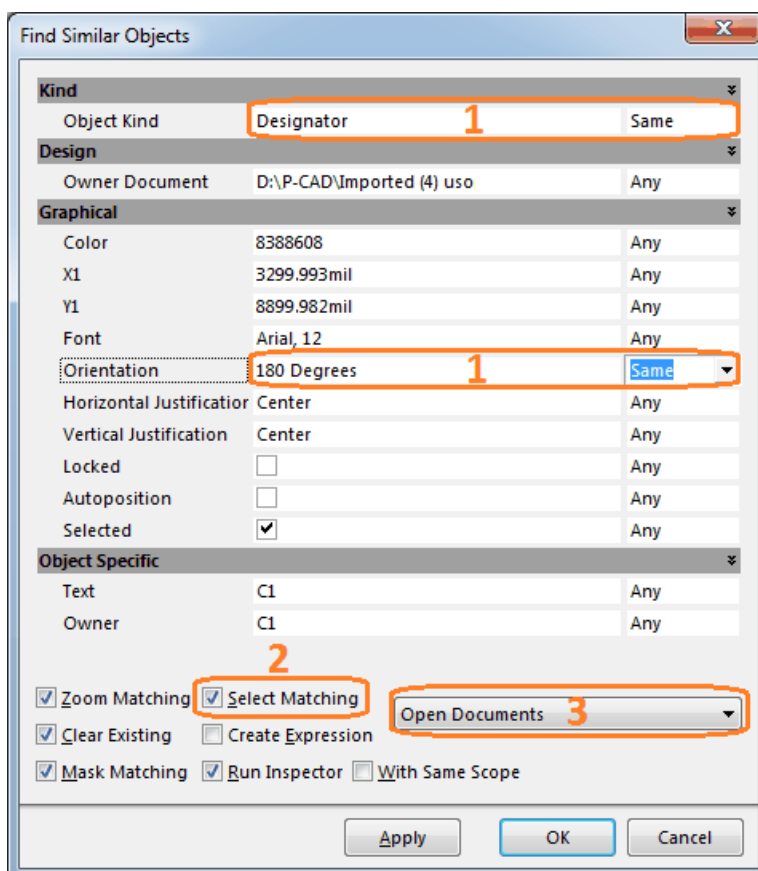 Find Similar Objects
Kind
Object Kind Designator 1 Same
Design
Owner Document D:\P-CAD\Imported (4) uso Any
Graphical
Color 8388608 Any
X1 3299.993mil Any
Y1 8899.982mil Any
Font Arial, 12 Any
Orientation 180 Degrees 1 Same
Horizontal Justification Center Any
Vertical Justification Center Any
Locked Any
Autoposition Any
Selected Any
Object Specific
Text C1 Any
Owner C1 Any
2
Zoom Matching Select Matching Open Documents 3
Clear Existing Create Expression
Mask Matching Run Inspector With Same Scope
Apply OK Cancel